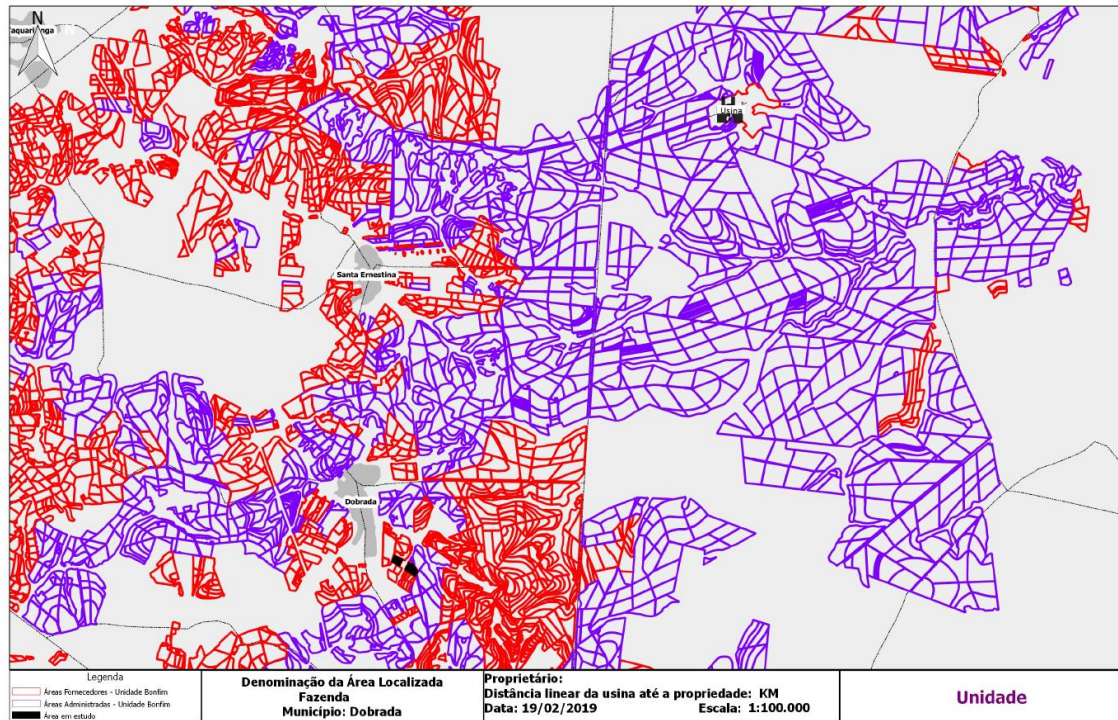 N
N
aquaritinga
Usina
Santa Ernestina
Dobrada
Legenda
Áreas Fornecedores - Unidade Bonfim
Áreas Administradas - Unidade Bonfim
Área em estudo
Denominação da Área Localizada
Fazenda
Município: Dobrada
Proprietário:
Distância linear da usina até a propriedade: KM
Data: 19/02/2019 Escala: 1:100.000
Unidade